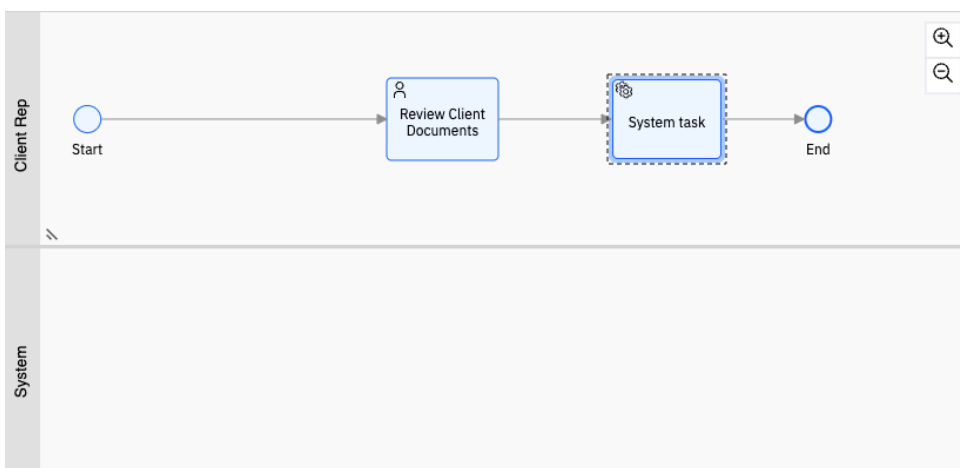 Client Rep
Start
Review Client
Documents
System task
End
System